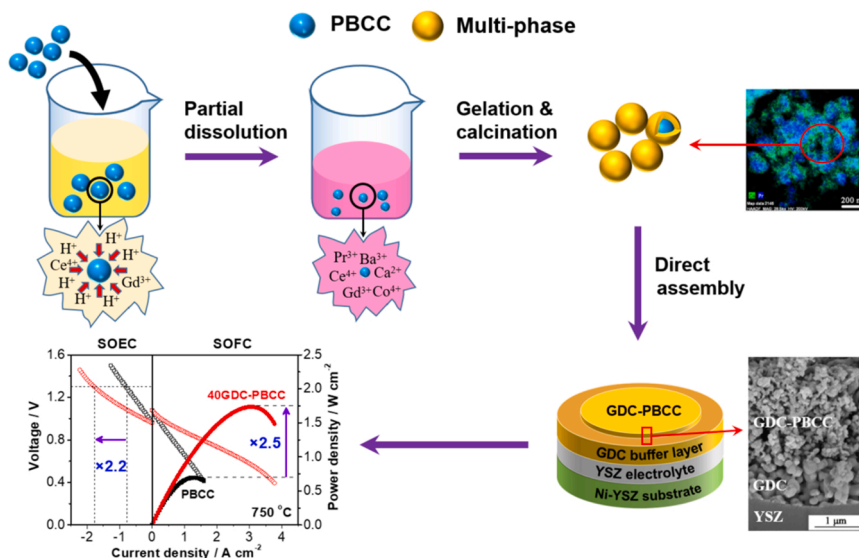 PBCC
Multi-phase
Partial
dissolution
Gelation &
calcination
H⁺
H⁺
H⁺
Ce⁴⁺
H⁺
Gd³⁺
H⁺
H⁺
H⁺
Pr³⁺ Ba³⁺
Ce⁴⁺ Ca²⁺
Gd³⁺Co⁴⁺
200 n
Direct
assembly
SOEC
SOFC
1.6
1.2
0.8
0.4
0.0
Voltage / V
2.5
2.0
1.5
1.0
0.5
0.0
Power density / W cm⁻²
40GDC-PBCC
×2.5
×2.2
PBCC
750 °C
-2 -1 0 1 2 3 4
Current density / A cm⁻²
GDC-PBCC
GDC buffer layer
YSZ electrolyte
Ni-YSZ substrate
GDC-PBCC
GDC
YSZ
1 µm